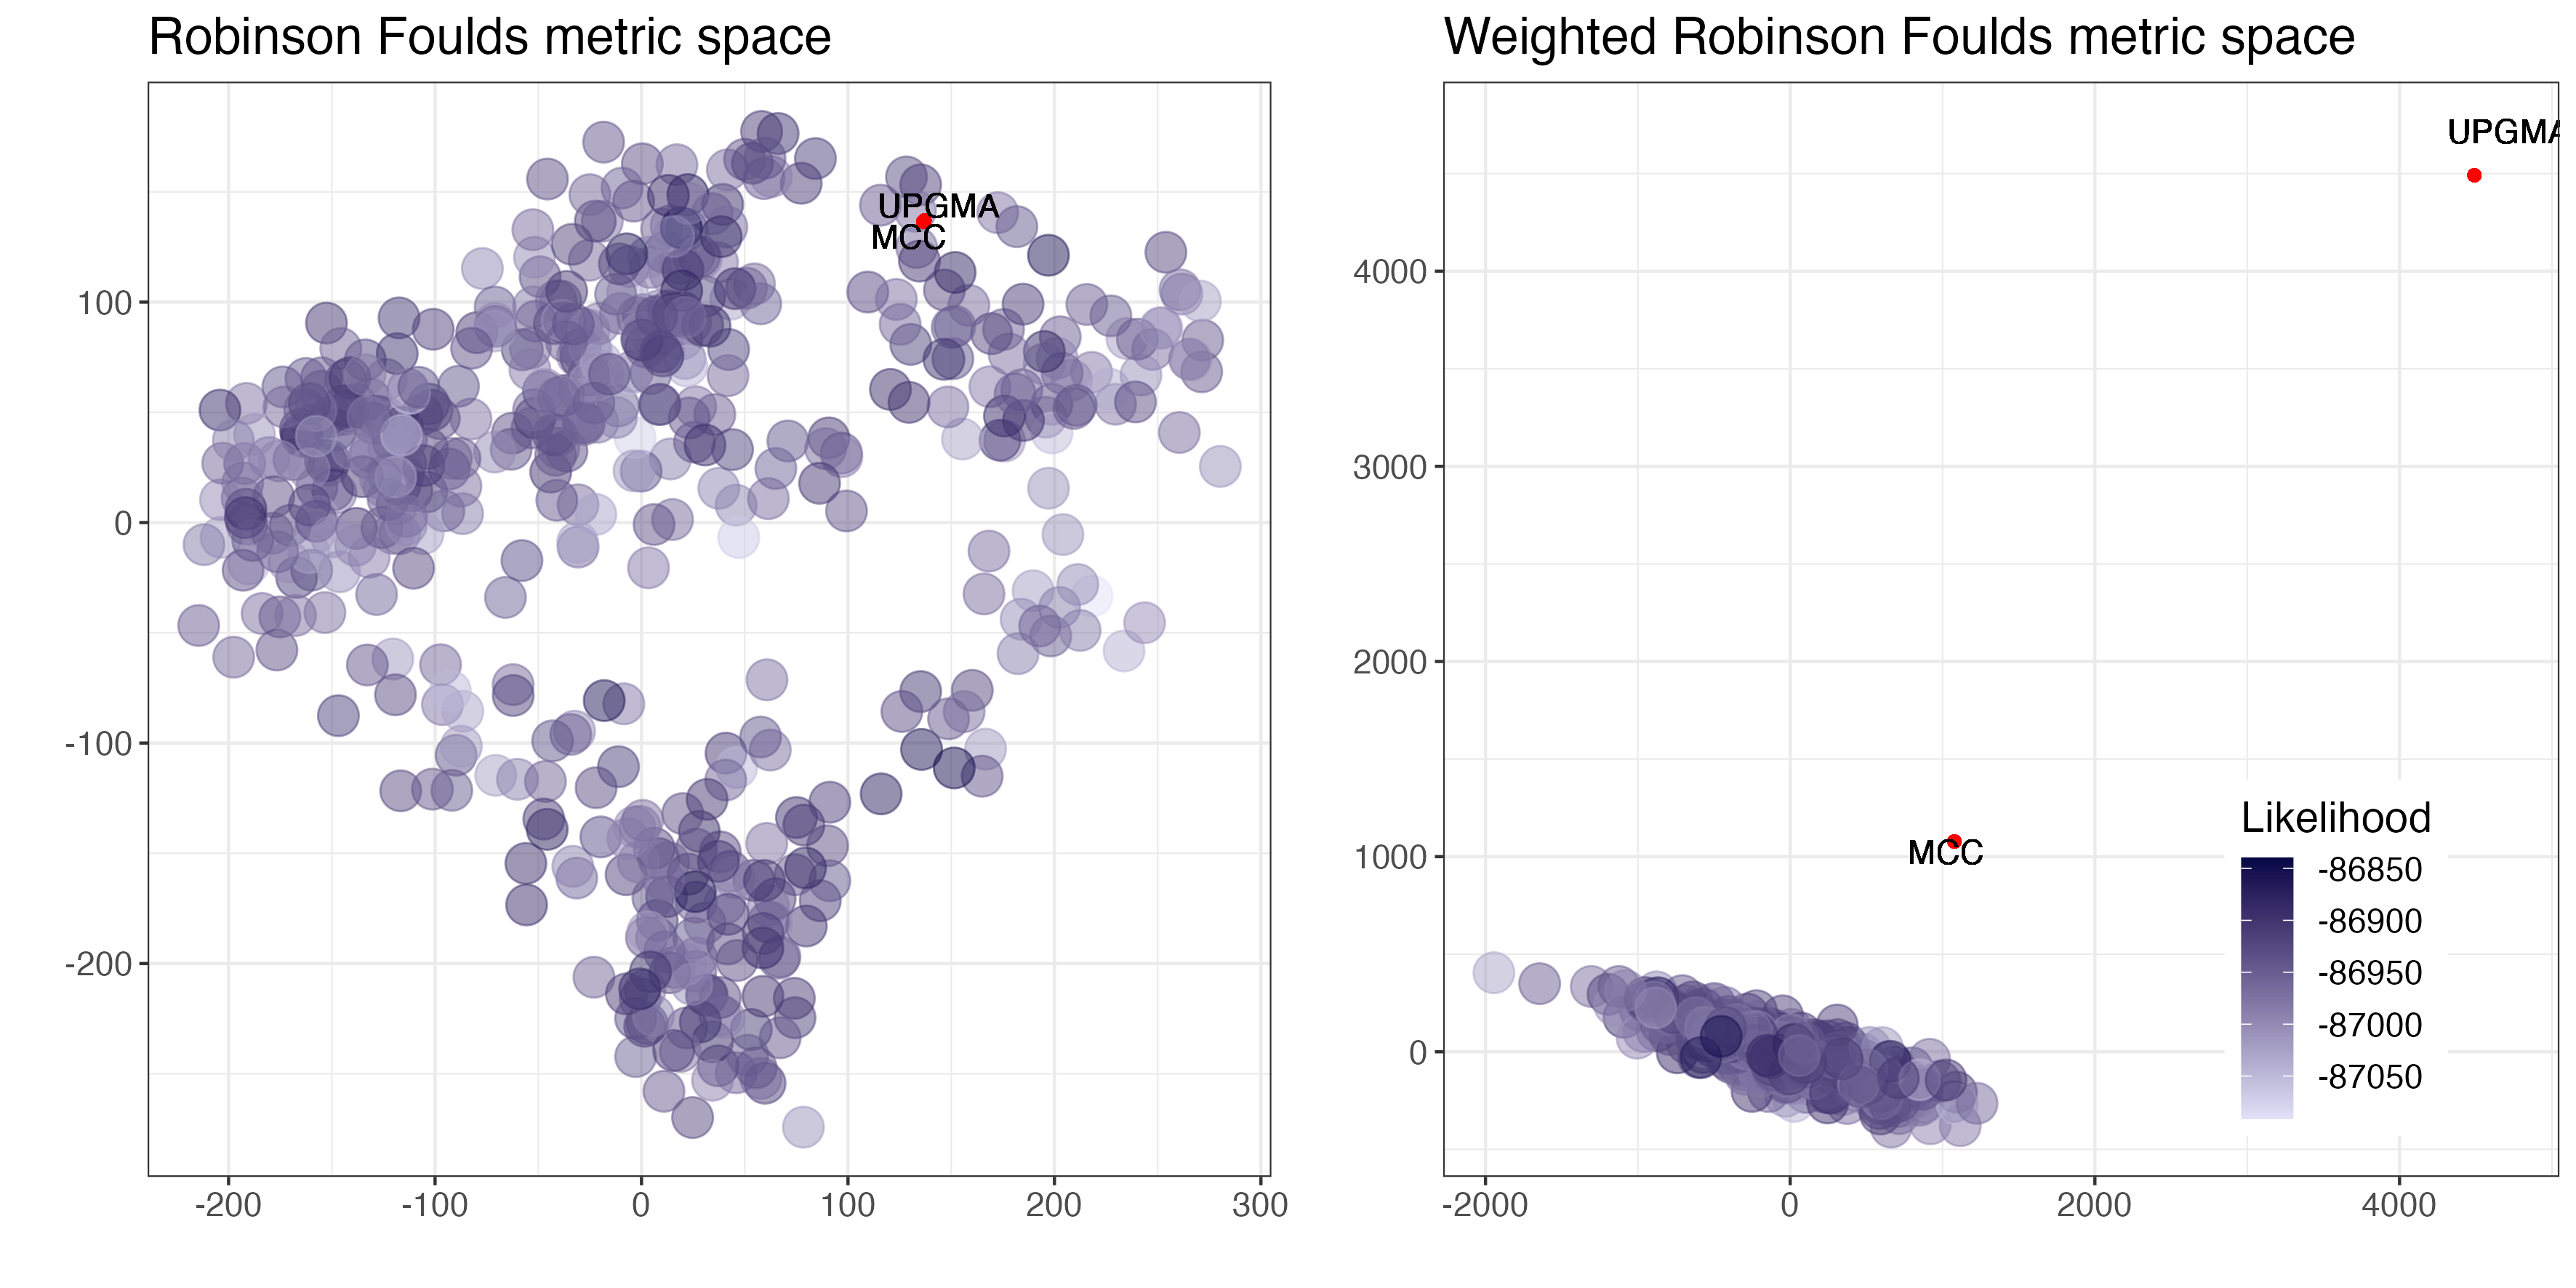 Robinson Foulds metric space
UPGMA
MCC
100
0
-100
-200
-200 -100 0 100 200 300
Weighted Robinson Foulds metric space
UPGMA
4000
3000
2000
1000
0
MCC
Likelihood
-86850
-86900
-86950
-87000
-87050
-2000 0 2000 4000